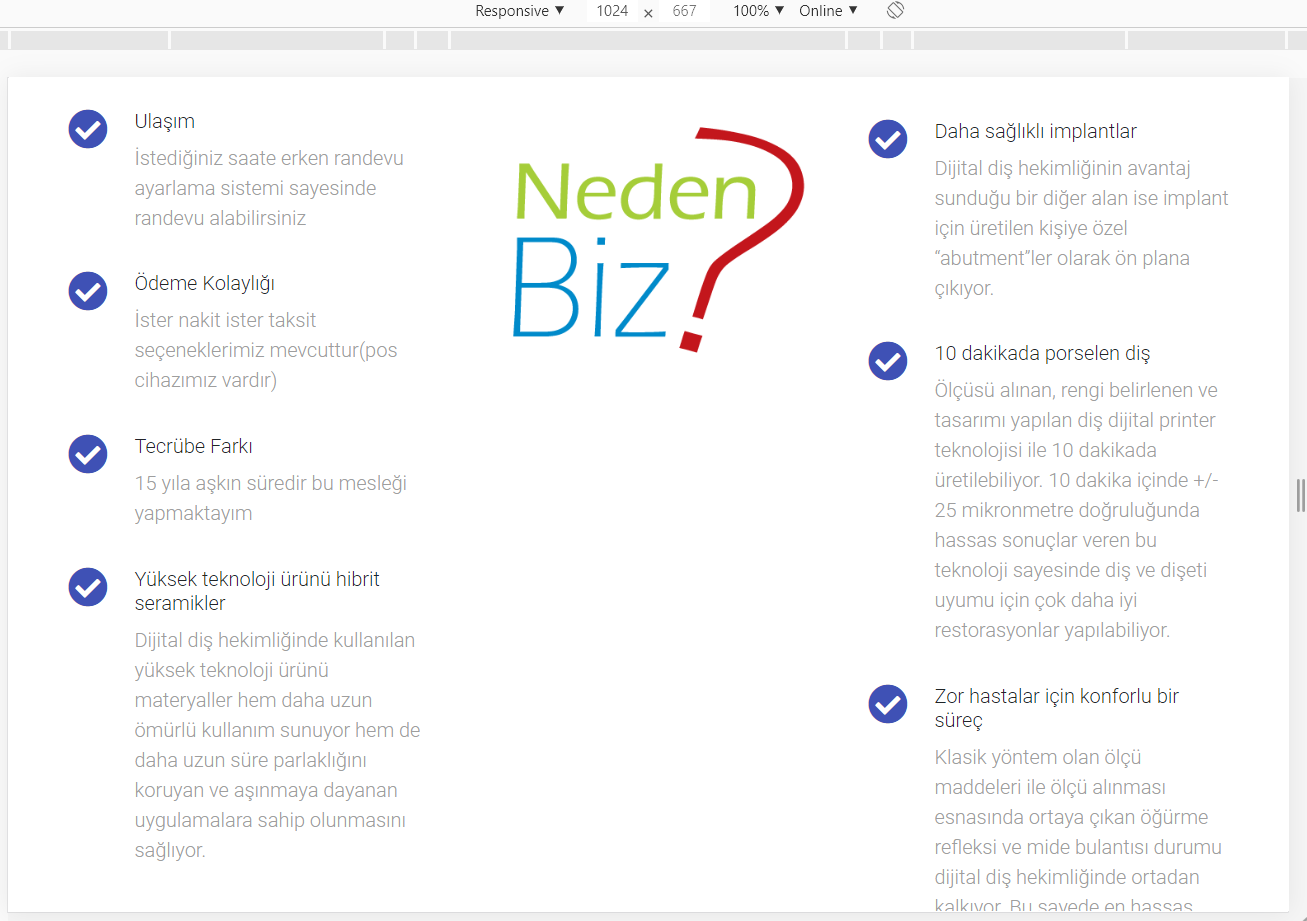 Responsive ▼ 1024 x 667 100% ▼ Online ▼
Ulaşım
İstediğiniz saate erken randevu
ayarlama sistemi sayesinde
randevu alabilirsiniz
Ödeme Kolaylığı
İster nakit ister taksit
seçeneklerimiz mevcuttur(pos
cihazımız vardır)
Tecrübe Farkı
15 yıla aşkın süredir bu mesleği
yapmaktayım
Yüksek teknoloji ürünü hibrit
seramikler
Dijital diş hekimliğinde kullanılan
yüksek teknoloji ürünü
materyaller hem daha uzun
ömürlü kullanım sunuyor hem de
daha uzun süre parlaklığını
koruyan ve aşınmaya dayanan
uygulamalara sahip olunmasını
sağlıyor.
Neden
Biz?
Daha sağlıklı implantlar
Dijital diş hekimliğinin avantaj
sunduğu bir diğer alan ise implant
için üretilen kişiye özel
“abutment”ler olarak ön plana
çıkıyor.
10 dakikada porselen diş
Ölçüsü alınan, rengi belirlenen ve
tasarımı yapılan diş dijital printer
teknolojisi ile 10 dakikada
üretilebiliyor. 10 dakika içinde +/-
25 mikronmetre doğruluğunda
hassas sonuçlar veren bu
teknoloji sayesinde diş ve dişeti
uyumu için çok daha iyi
restorasyonlar yapılabiliyor.
Zor hastalar için konforlu bir
süreç
Klasik yöntem olan ölçü
maddeleri ile ölçü alınması
esnasında ortaya çıkan öğürme
refleksi ve mide bulantısı durumu
dijital diş hekimliğinde ortadan
kalkıyor. Bu sayede en hassas